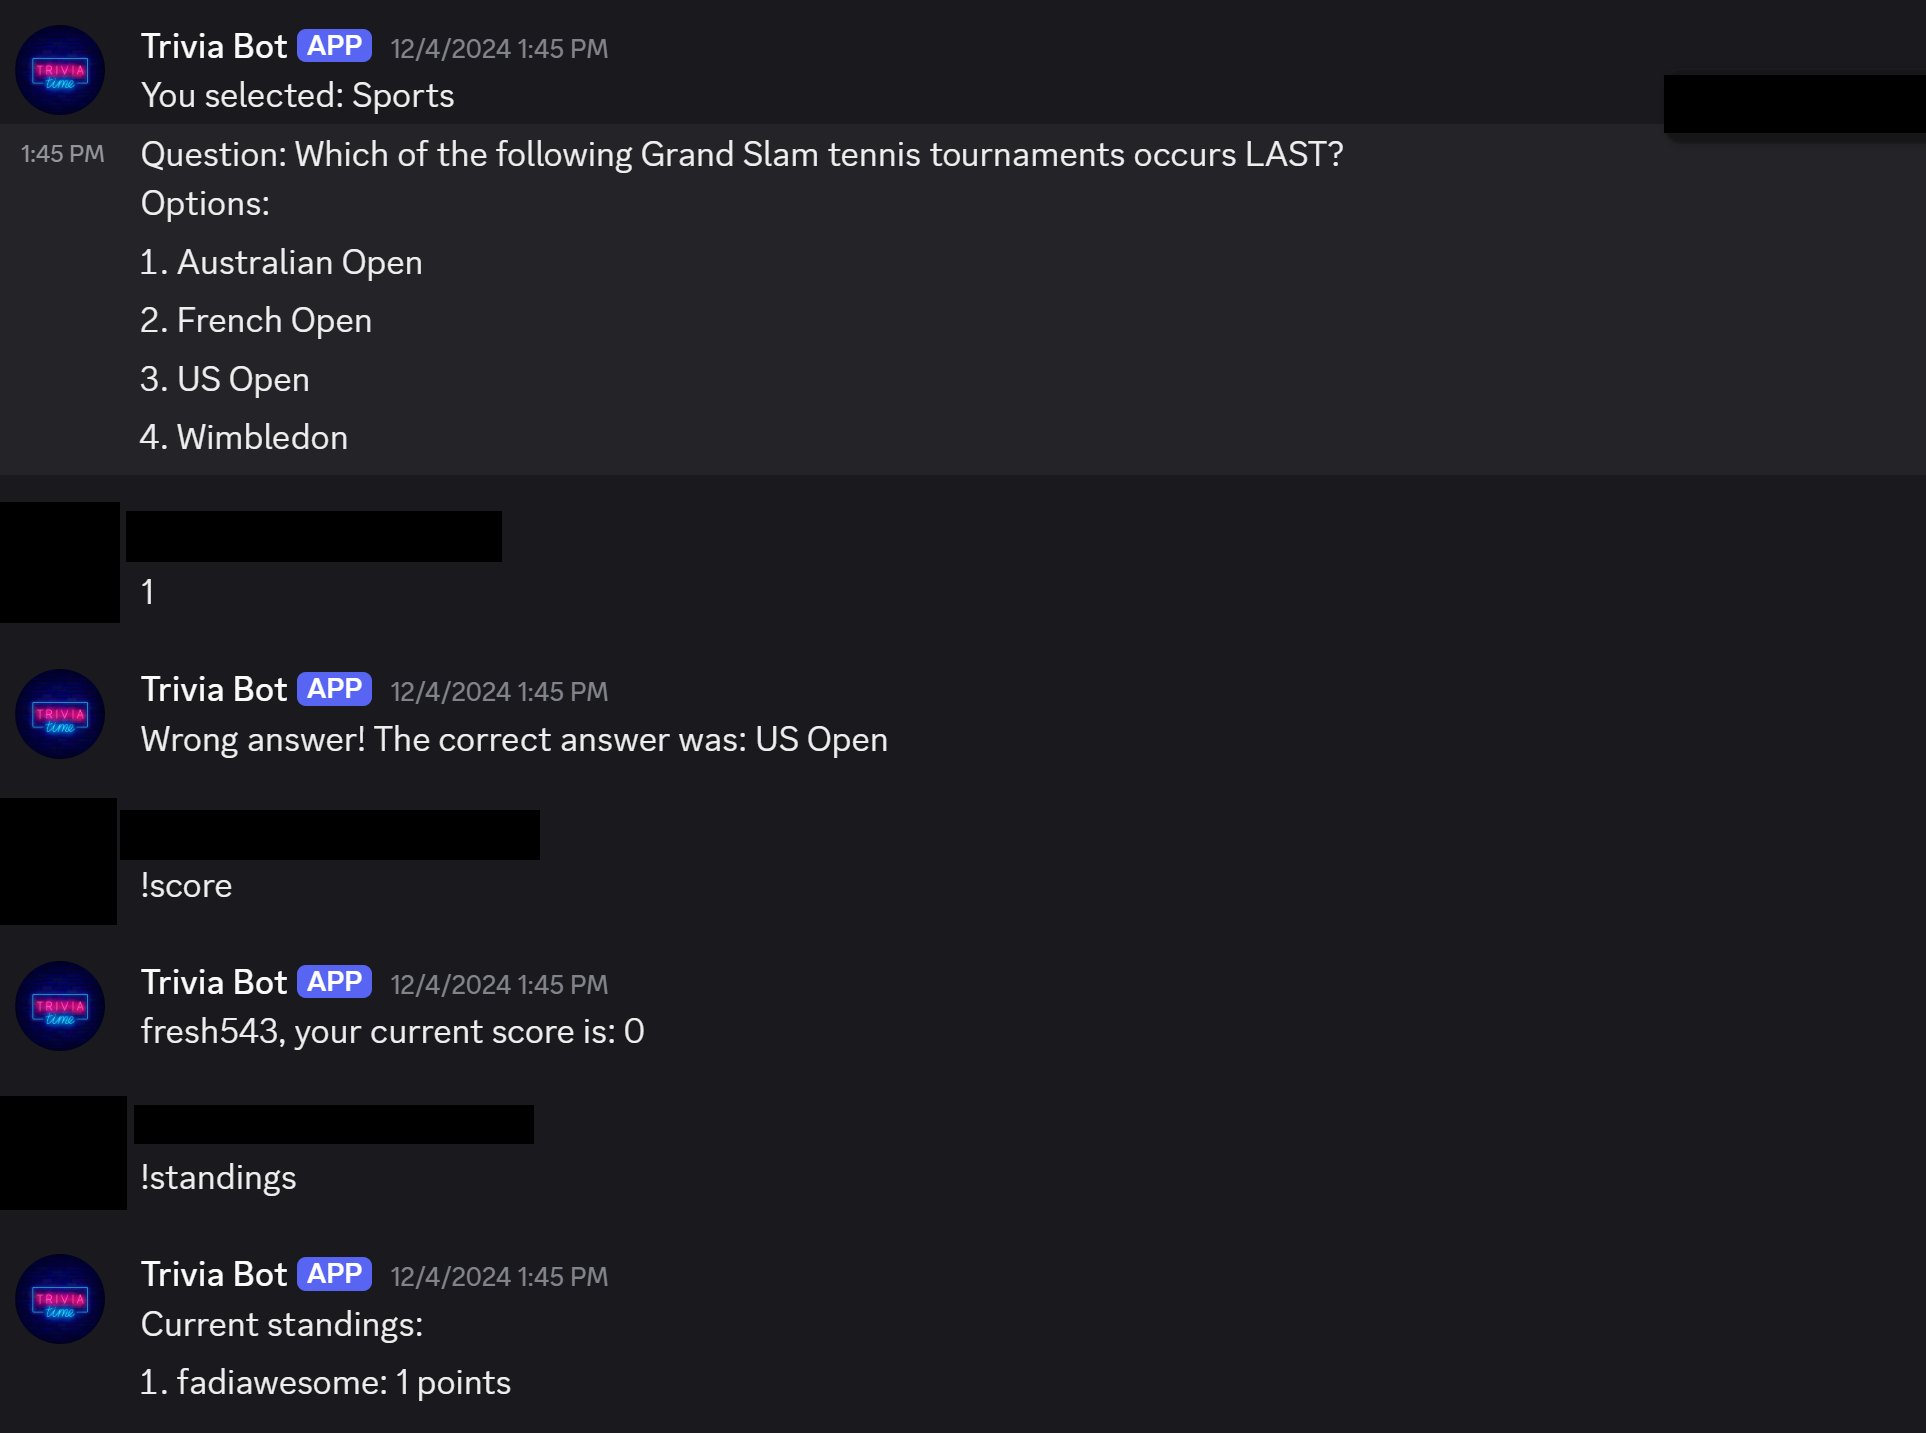 Trivia Bot APP 12/4/2024 1:45 PM
TRIVIA
time
You selected: Sports
1:45 PM Question: Which of the following Grand Slam tennis tournaments occurs LAST?
Options:
1. Australian Open
2. French Open
3. US Open
4. Wimbledon
1
Trivia Bot APP 12/4/2024 1:45 PM
TRIVIA
time
Wrong answer! The correct answer was: US Open
!score
Trivia Bot APP 12/4/2024 1:45 PM
TRIVIA
time
fresh543, your current score is: 0
!standings
Trivia Bot APP 12/4/2024 1:45 PM
TRIVIA
time
Current standings:
1. fadiawesome: 1 points